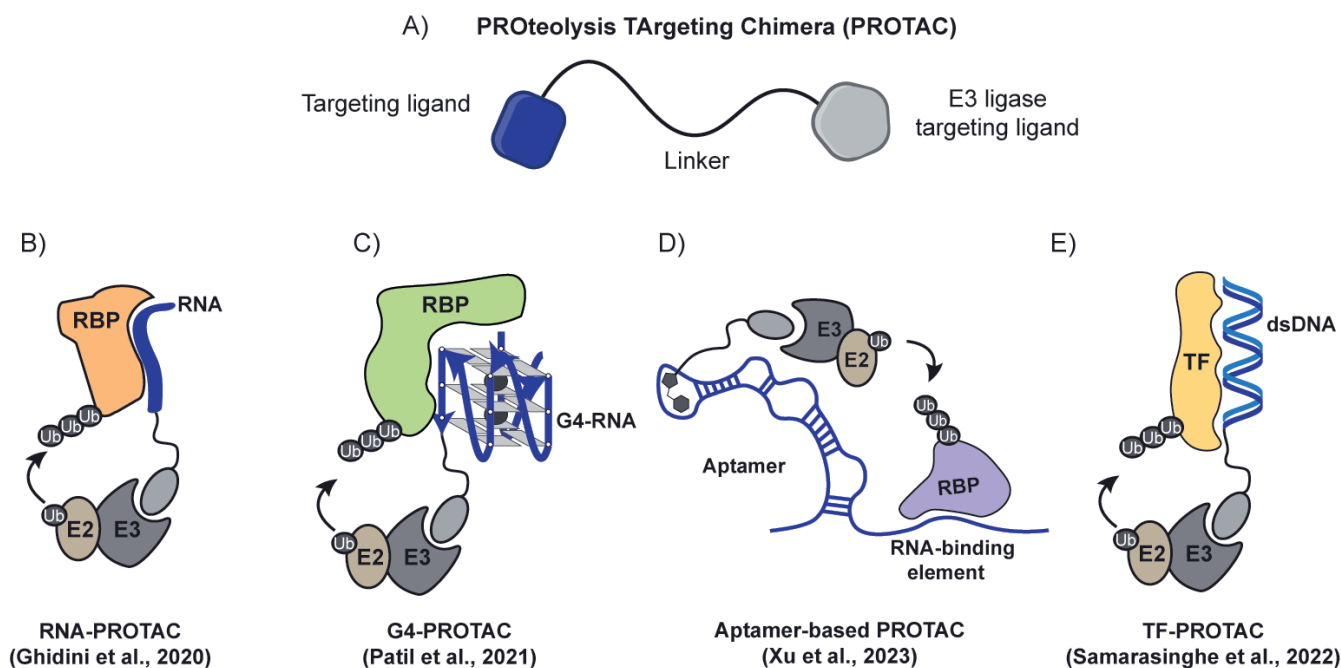 A) PROteolysis TArgeting Chimera (PROTAC)
Targeting ligand
Linker
E3 ligase
targeting ligand
B)
RBP
RNA
Ub
Ub
Ub
Ub
E2
E3
RNA-PROTAC
(Ghidini et al., 2020)
C)
RBP
G4-RNA
Ub
Ub
Ub
Ub
E2
E3
G4-PROTAC
(Patil et al., 2021)
D)
E3
E2
Ub
Ub
Ub
Ub
Aptamer
RBP
RNA-binding
element
Aptamer-based PROTAC
(Xu et al., 2023)
E)
TF
dsDNA
Ub
Ub
Ub
Ub
E2
E3
TF-PROTAC
(Samarasinghe et al., 2022)